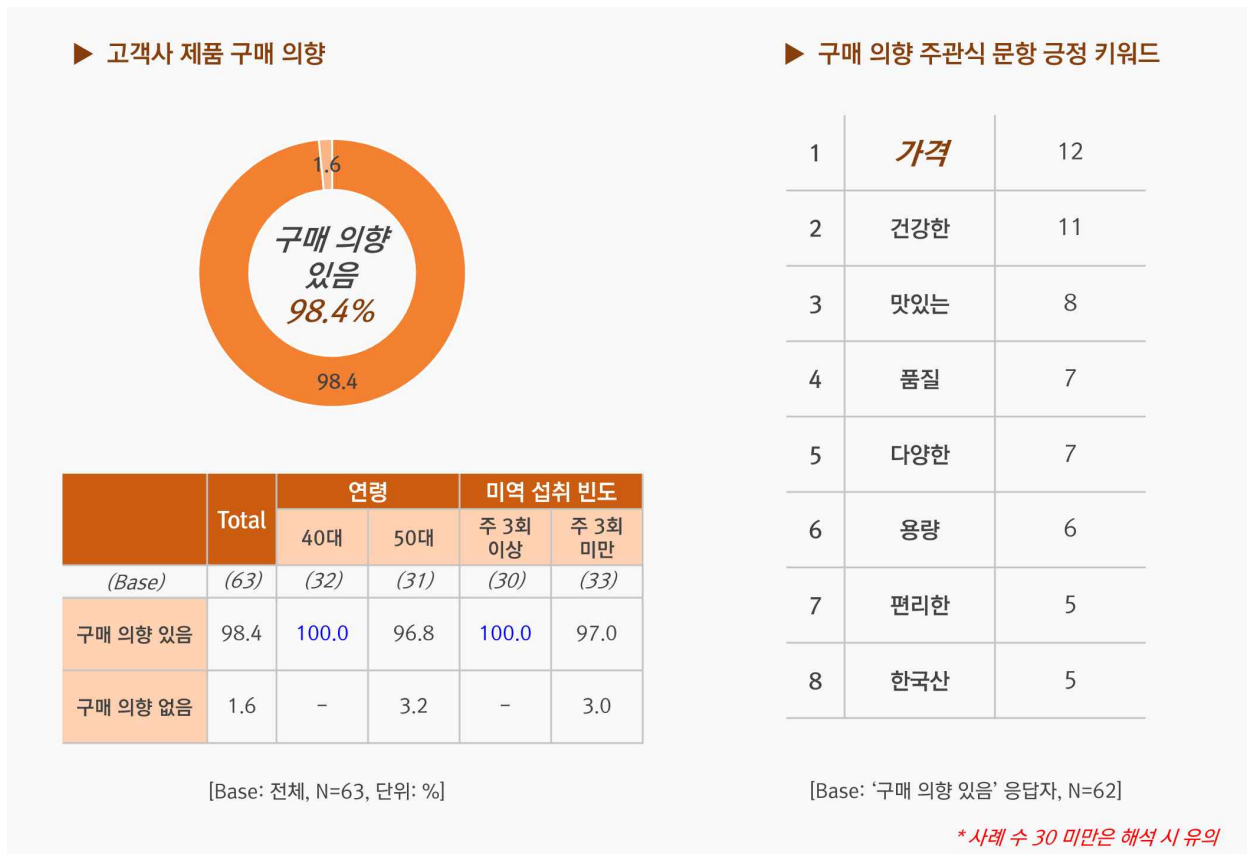 ▶ 고객사 제품 구매 의향
1.6
구매 의향
있음
98.4%
98.4
Total
연령
미역 섭취 빈도
40대
50대
주 3회
이상
주 3회
미만
(Base) (63) (32) (31) (30) (33)
구매 의향 있음 98.4 100.0 96.8 100.0 97.0
구매 의향 없음 1.6 – 3.2 – 3.0
[Base: 전체, N=63, 단위: %]
▶ 구매 의향 주관식 문항 긍정 키워드
1 가격 12
2 건강한 11
3 맛있는 8
4 품질 7
5 다양한 7
6 용량 6
7 편리한 5
8 한국산 5
[Base: ‘구매 의향 있음’ 응답자, N=62]
* 사례 수 30 미만은 해석 시 유의